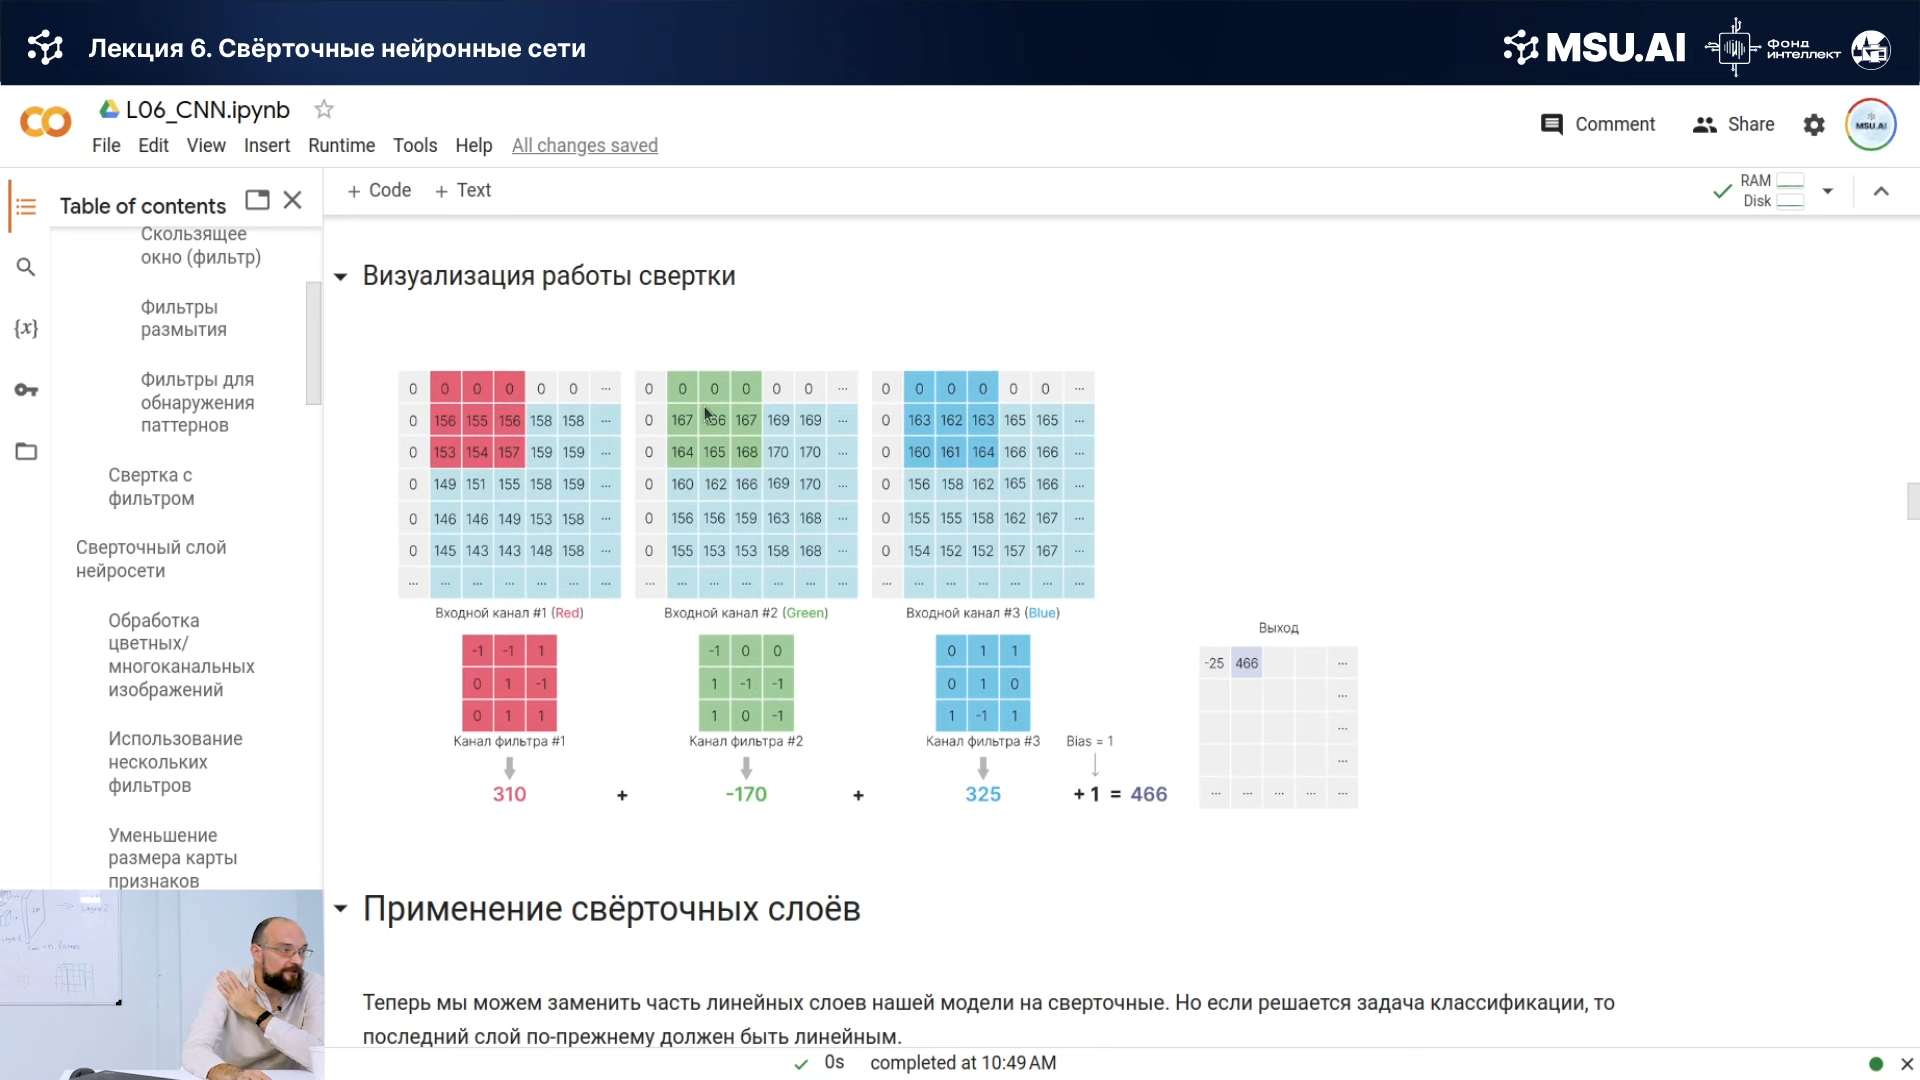 Лекция 6. Свёрточные нейронные сети
MSU.AI
ФОНД
ИНТЕЛЛЕКТ
L06_CNN.ipynb
File Edit View Insert Runtime Tools Help All changes saved
Comment Share
MSU.AI
Table of contents
+ Code + Text
RAM
Disk
Скользящее
окно (фильтр)
Фильтры
размытия
Фильтры для
обнаружения
паттернов
Свертка с
фильтром
Сверточный слой
нейросети
Обработка
цветных/
многоканальных
изображений
Использование
нескольких
фильтров
Уменьшение
размера карты
признаков
{x}
Визуализация работы свертки
0 0 0 0 0 0 ... 0 0 0 0 0 0 ... 0 0 0 0 0 0 ...
0 156 155 156 158 158 ... 0 167 66 167 169 169 ... 0 163 162 163 165 165 ...
0 153 154 157 159 159 ... 0 164 165 168 170 170 ... 0 160 161 164 166 166 ...
0 149 151 155 158 159 ... 0 160 162 166 169 170 ... 0 156 158 162 165 166 ...
0 146 146 149 153 158 ... 0 156 156 159 163 168 ... 0 155 155 158 162 167 ...
0 145 143 143 148 158 ... 0 155 153 153 158 168 ... 0 154 152 152 157 167 ...
... ... ... ... ... ... ... ... ... ... ... ... ... ... ... ... ... ... ... ...
Входной канал #1 (Red) Входной канал #2 (Green) Входной канал #3 (Blue)
-1 -1 1 -1 0 0 0 1 1
0 1 -1 1 -1 -1 0 1 0
0 1 1 1 0 -1 1 -1 1
Канал фильтра #1 Канал фильтра #2 Канал фильтра #3 Bias = 1
310 + -170 + 325 + 1 = 466
Выход
-25 466 ...
...
...
...
... ... ... ... ...
Применение свёрточных слоёв
Теперь мы можем заменить часть линейных слоев нашей модели на сверточные. Но если решается задача классификации, то
последний слой по-прежнему должен быть линейным.
0s completed at 10:49 AM